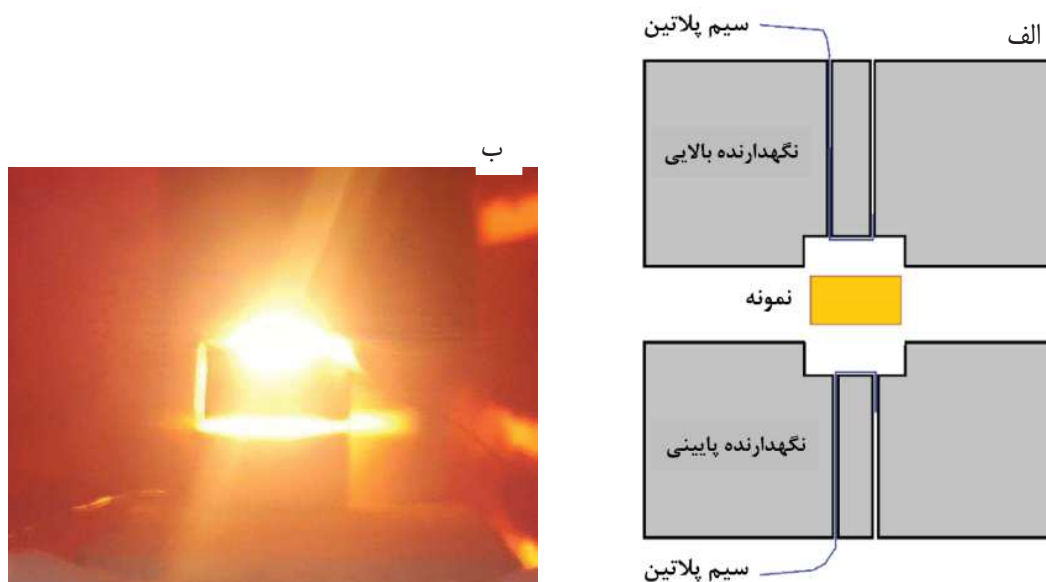 الف
سیم پلاتین
نگهدارنده بالایی
نمونه
نگهدارنده پایینی
سیم پلاتین
ب